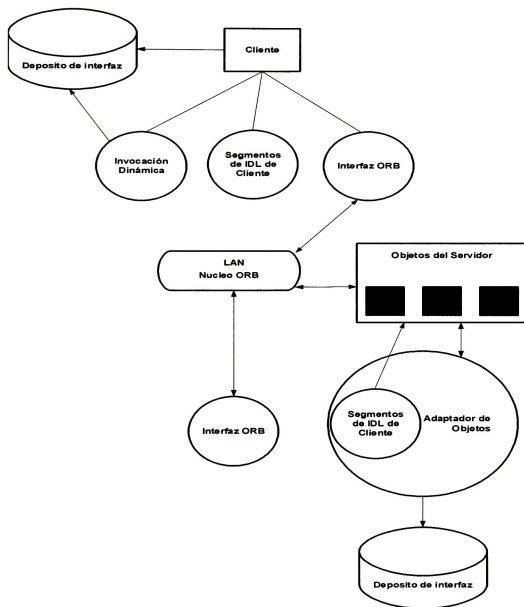 Cliente
Deposito de interfaz
Invocación
Dinámica
Segmentos
de IDL de
Cliente
Interfaz ORB
LAN
Nucleo ORB
Objetos del Servidor
Interfaz ORB
Segmentos
de IDL de
Cliente
Adaptador de
Objetos
Deposito de interfaz